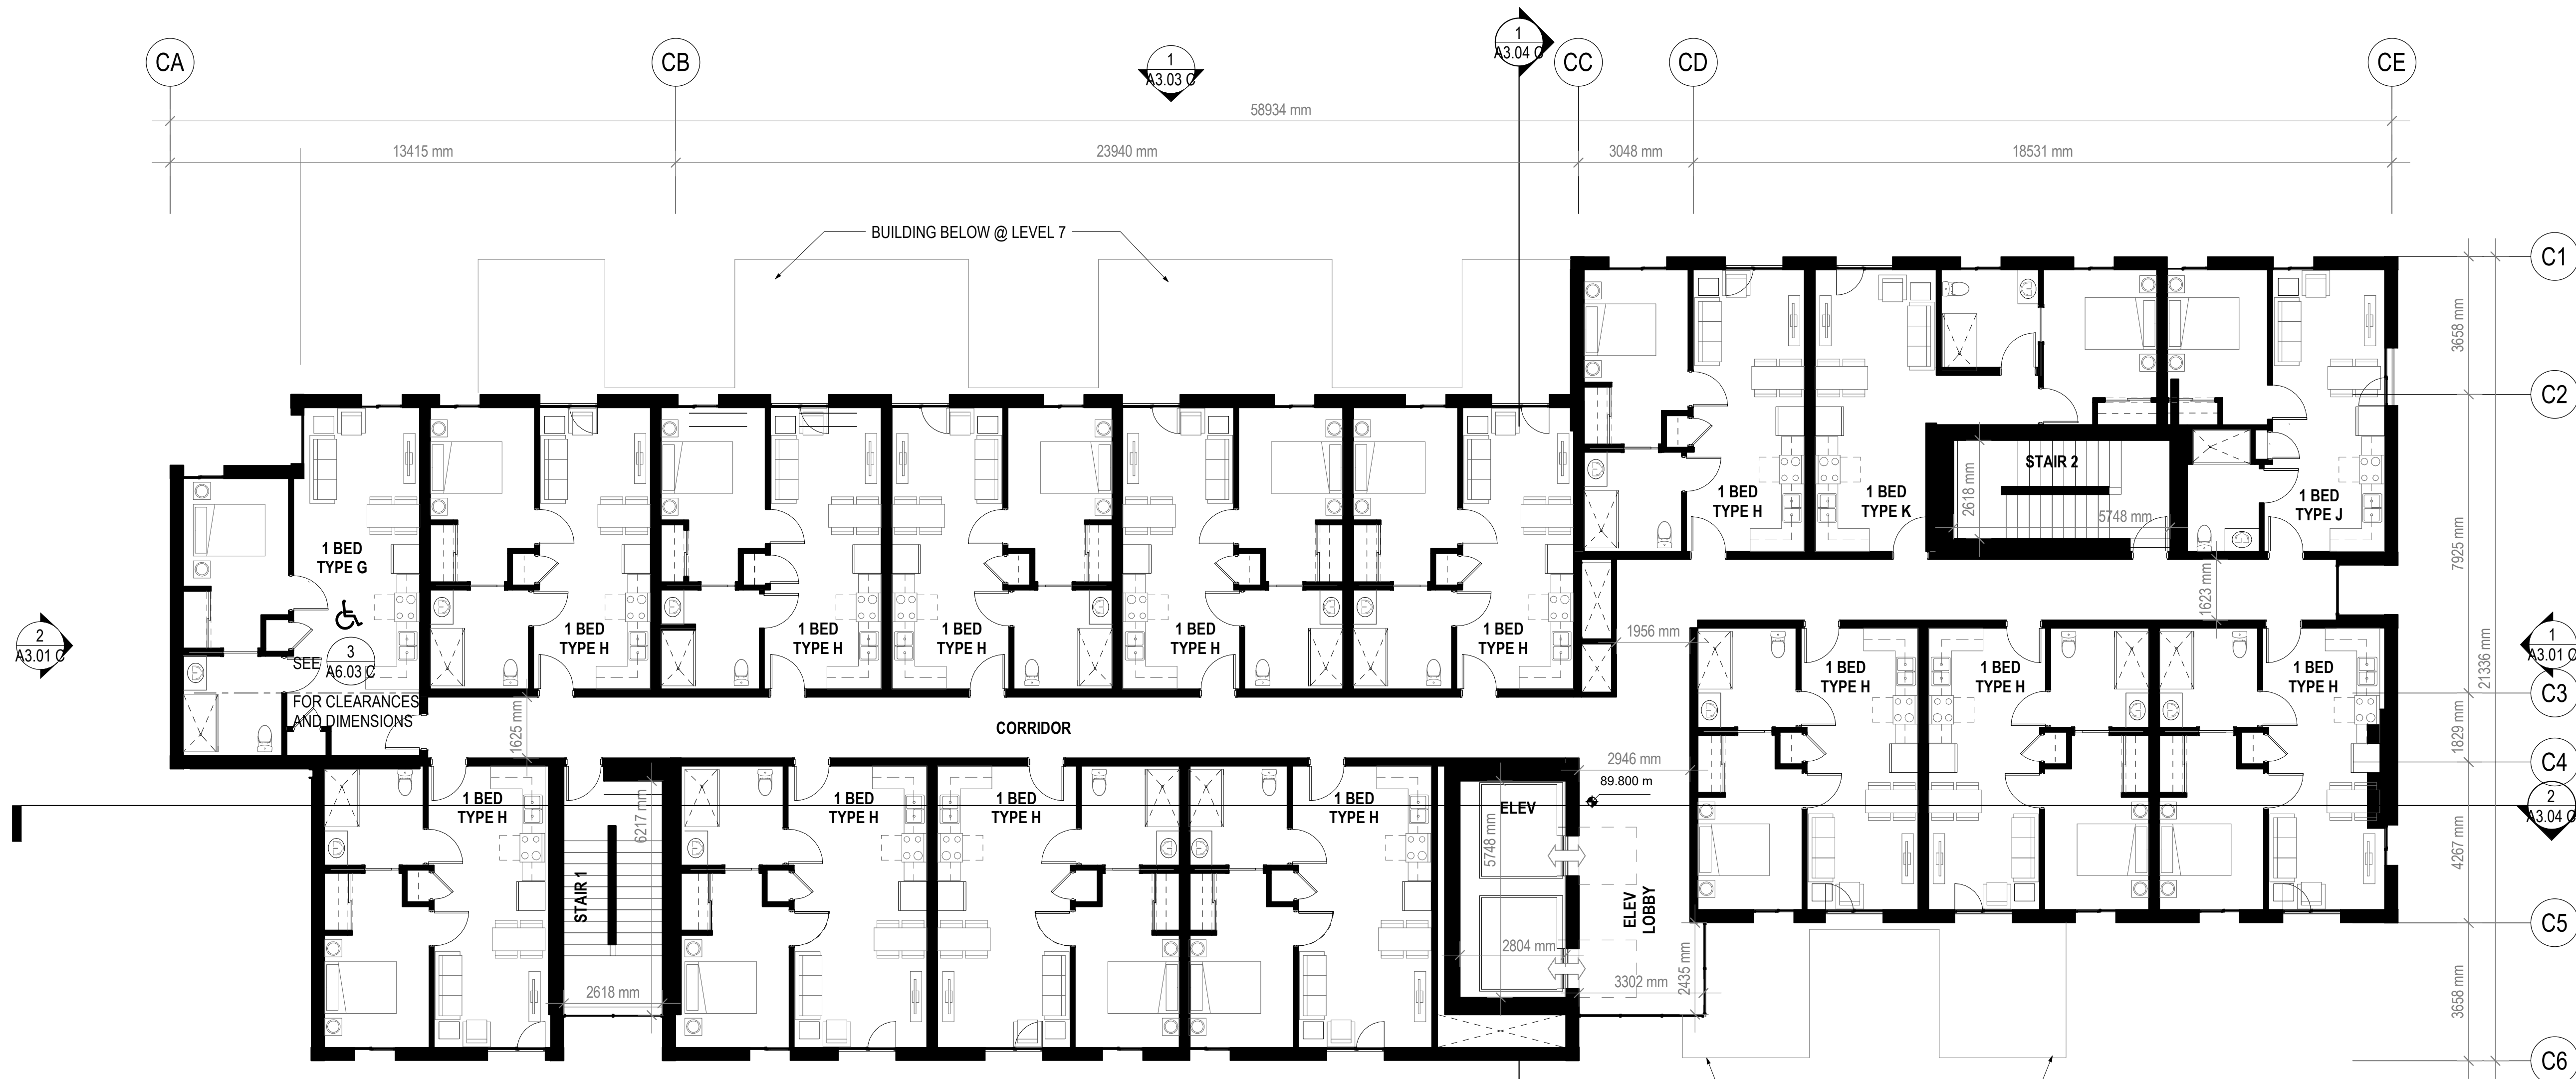 CA
CB
1
A3.03 C
1
A3.04 C
CC
CD
CE
58934 mm
13415 mm
23940 mm
3048 mm
18531 mm
BUILDING BELOW @ LEVEL 7
C1
3658 mm
C2
STAIR 2
2618 mm
5748 mm
1 BED
TYPE H
1 BED
TYPE K
1 BED
TYPE J
7925 mm
1 BED
TYPE G
1623 mm
2
A3.01 C
SEE
3
A6.03 C
FOR CLEARANCES
AND DIMENSIONS
1 BED
TYPE H
1 BED
TYPE H
1 BED
TYPE H
1 BED
TYPE H
1 BED
TYPE H
1956 mm
1
A3.01 C
21336 mm
1 BED
TYPE H
1 BED
TYPE H
1 BED
TYPE H
C3
1625 mm
CORRIDOR
1829 mm
2946 mm
C4
89.800 m
1 BED
TYPE H
1 BED
TYPE H
1 BED
TYPE H
1 BED
TYPE H
ELEV
2
A3.04 C
6217 mm
5748 mm
4267 mm
STAIR 1
ELEV
LOBBY
C5
2804 mm
2618 mm
3302 mm
2435 mm
3658 mm
C6